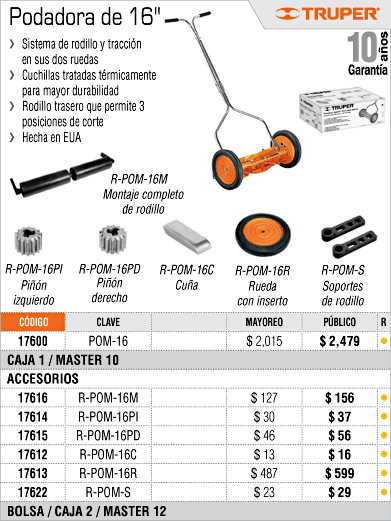 Podadora de 16"
TRUPER®
❯ Sistema de rodillo y tracción
en sus dos ruedas
❯ Cuchillas tratadas térmicamente
para mayor durabilidad
❯ Rodillo trasero que permite 3
posiciones de corte
❯ Hecha en EUA
10 años
Garantía
TRUPER
R-POM-16M
Montaje completo
de rodillo
R-POM-16PI
Piñón
izquierdo
R-POM-16PD
Piñón
derecho
R-POM-16C
Cuña
R-POM-16R
Rueda
con inserto
R-POM-S
Soportes
de rodillo
CÓDIGO CLAVE MAYOREO PÚBLICO R
17600 POM-16 $ 2,015 $ 2,479
CAJA 1 / MASTER 10
ACCESORIOS
17616 R-POM-16M $ 127 $ 156
17614 R-POM-16PI $ 30 $ 37
17615 R-POM-16PD $ 46 $ 56
17612 R-POM-16C $ 13 $ 16
17613 R-POM-16R $ 487 $ 599
17622 R-POM-S $ 23 $ 29
BOLSA / CAJA 2 / MASTER 12